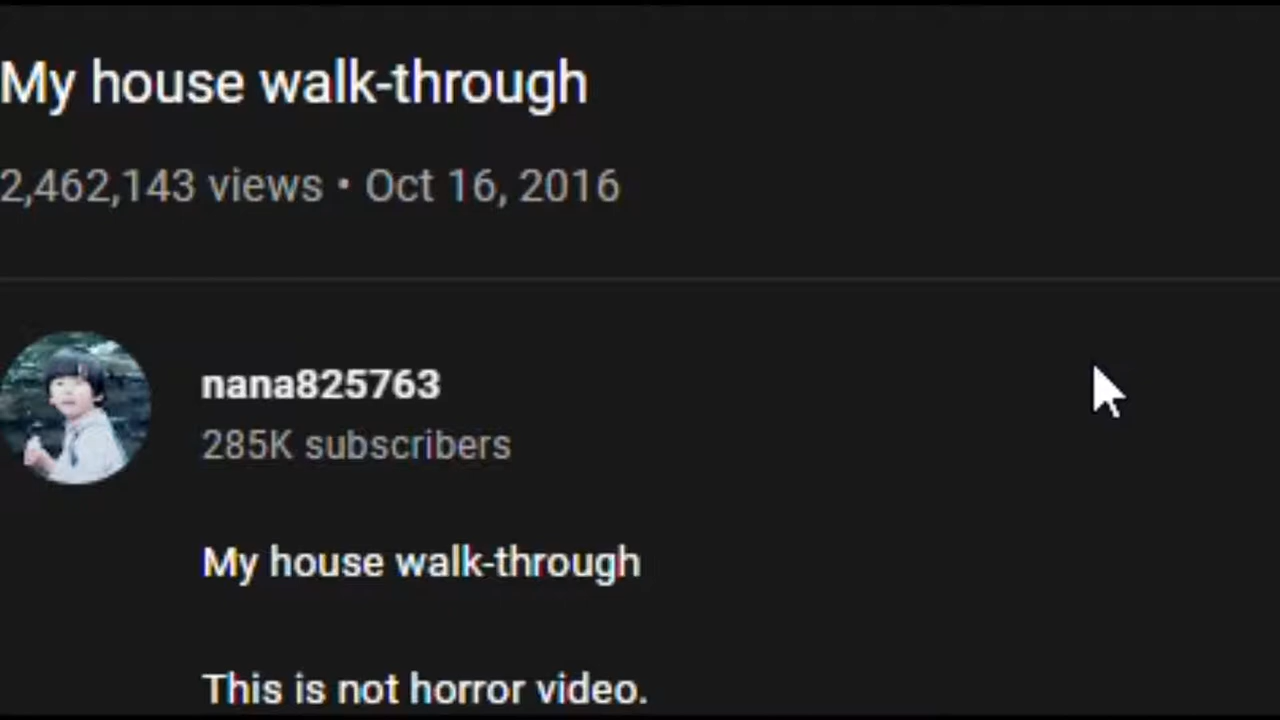 My house walk-through
2,462,143 views • Oct 16, 2016
nana825763
285K subscribers
My house walk-through
This is not horror video.